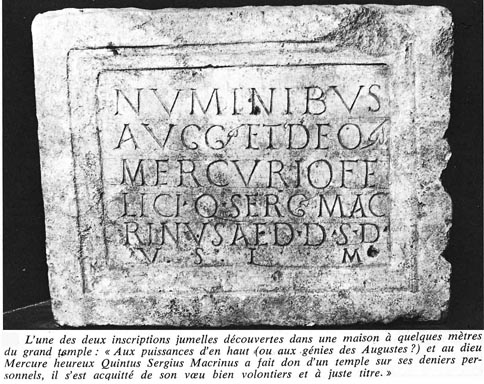 NVMINIBVS
AVGG ET DEO
MERCVRIO FE
LICI·Q·SERG MAC
RINVS AED·D·S·D·
V S L M
L'une des deux inscriptions jumelles découvertes dans une maison à quelques mètres
du grand temple : « Aux puissances d'en haut (ou aux génies des Augustes ?) et au dieu
Mercure heureux Quintus Sergius Macrinus a fait don d'un temple sur ses deniers per-
sonnels, il s'est acquitté de son vœu bien volontiers et à juste titre. »